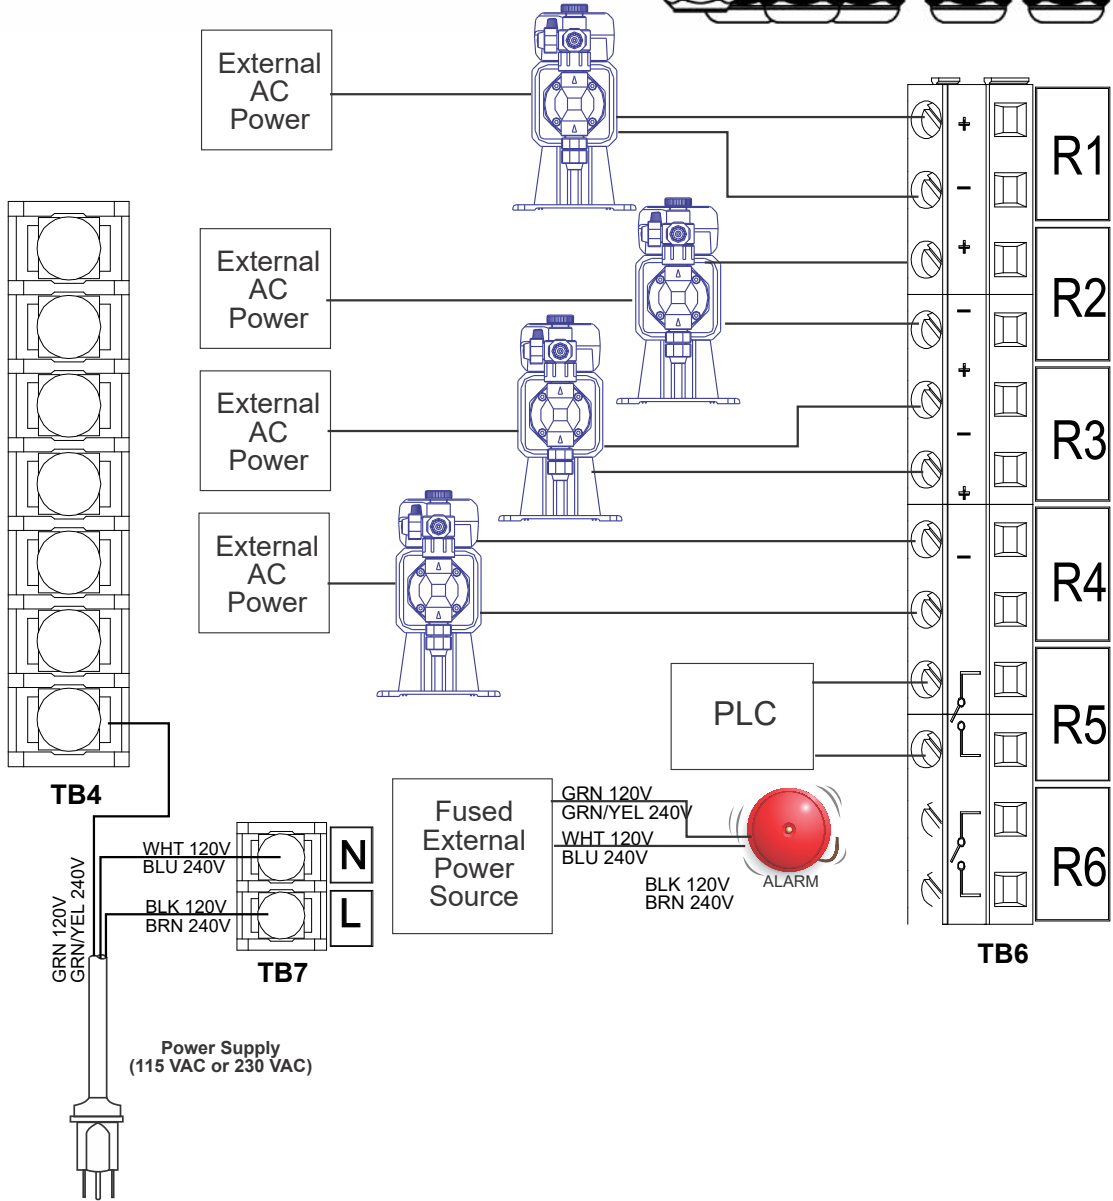 External
AC
Power
+
R1
−
External
AC
Power
+
R2
−
External
AC
Power
+
R3
−
+
External
AC
Power
−
R4
PLC
R5
TB4
Fused
External
Power
Source
GRN 120V
GRN/YEL 240V
WHT 120V
BLU 240V
BLK 120V
BRN 240V
ALARM
R6
TB6
WHT 120V
BLU 240V
N
BLK 120V
BRN 240V
L
TB7
GRN 120V
GRN/YEL 240V
Power Supply
(115 VAC or 230 VAC)